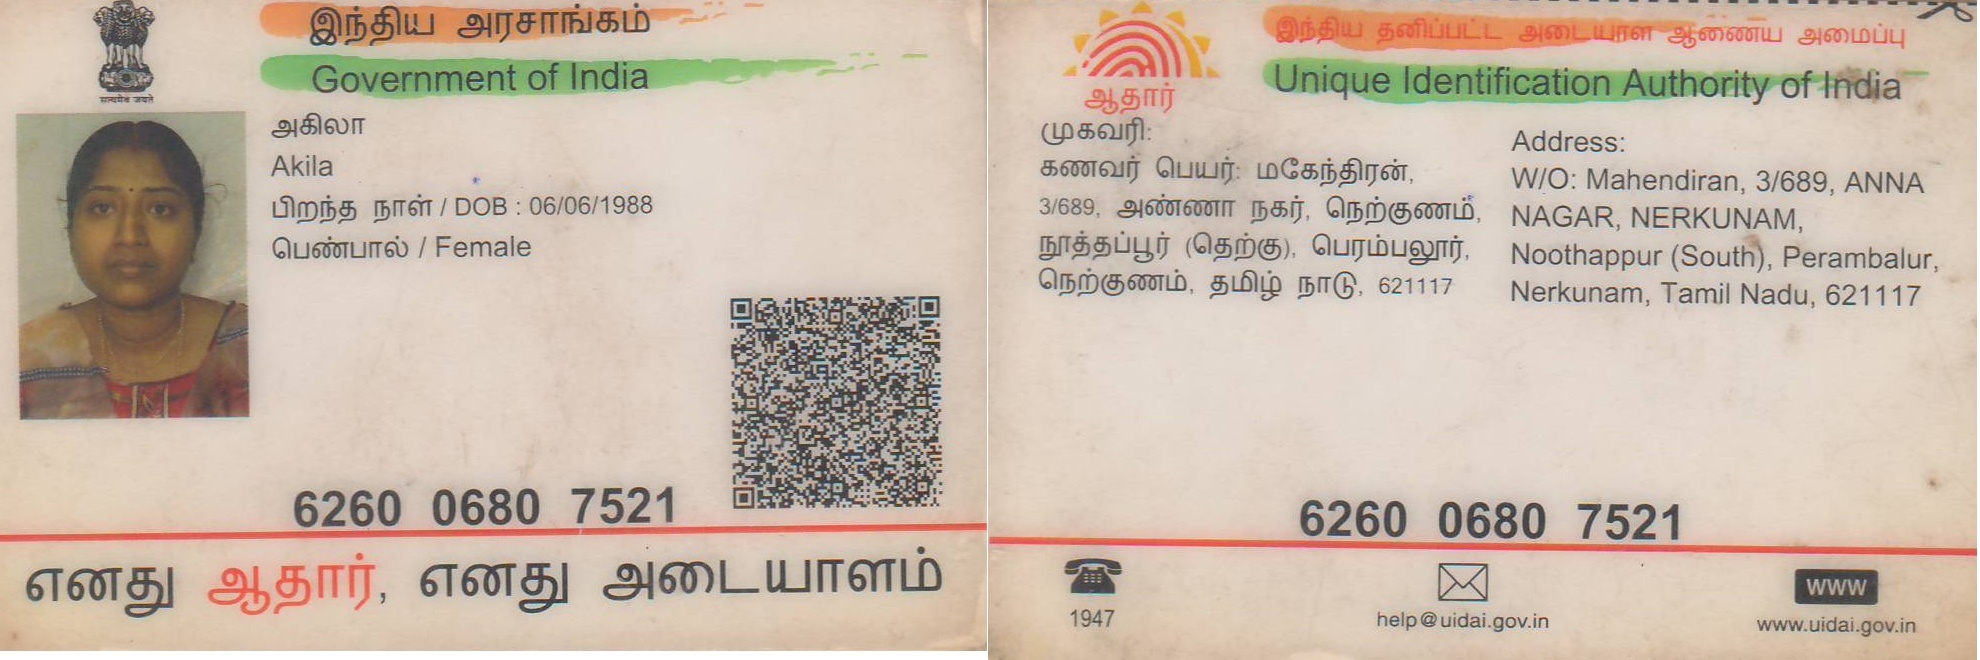 இந்திய அரசாங்கம்
Government of India
सत्यमेव जयते
அகிலா
Akila
பிறந்த நாள் / DOB : 06/06/1988
பெண்பால் / Female
6260 0680 7521
எனது ஆதார், எனது அடையாளம்
இந்திய தனிப்பட்ட அடையாள ஆணைய அமைப்பு
Unique Identification Authority of India
ஆதார்
முகவரி:
கணவர் பெயர்: மகேந்திரன்,
3/689, அண்ணா நகர், நெற்குணம்,
நூத்தப்பூர் (தெற்கு), பெரம்பலூர்,
நெற்குணம், தமிழ் நாடு, 621117
Address:
W/O: Mahendiran, 3/689, ANNA
NAGAR, NERKUNAM,
Noothappur (South), Perambalur,
Nerkunam, Tamil Nadu, 621117
6260 0680 7521
1947
help@uidai.gov.in
www
www.uidai.gov.in